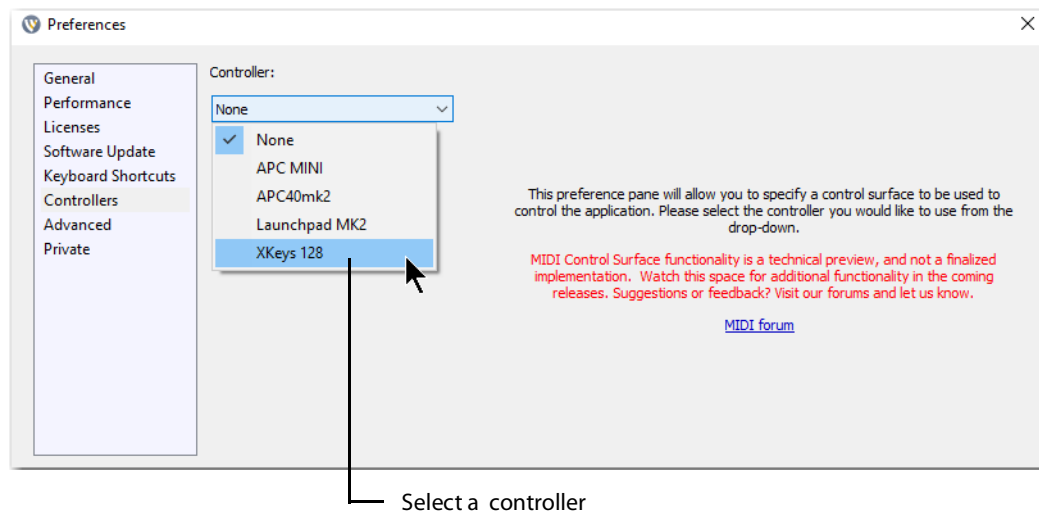 Preferences
General
Performance
Licenses
Software Update
Keyboard Shortcuts
Controllers
Advanced
Private
Controller:
None
None
APC MINI
APC40mk2
Launchpad MK2
XKeys 128
This preference pane will allow you to specify a control surface to be used to
control the application. Please select the controller you would like to use from the
drop-down.
MIDI Control Surface functionality is a technical preview, and not a finalized
implementation. Watch this space for additional functionality in the coming
releases. Suggestions or feedback? Visit our forums and let us know.
MIDI forum
Select a controller